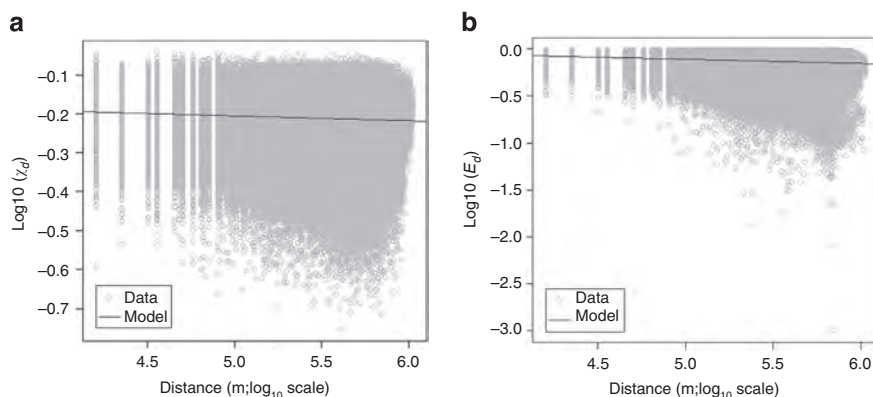 a
−0.1
−0.2
−0.3
−0.4
−0.5
−0.6
−0.7
Log10 (χd)
Data
Model
4.5 5.0 5.5 6.0
Distance (m;log10 scale)
b
0.0
−0.5
−1.0
−1.5
−2.0
−2.5
−3.0
Log10 (Ed)
Data
Model
4.5 5.0 5.5 6.0
Distance (m;log10 scale)